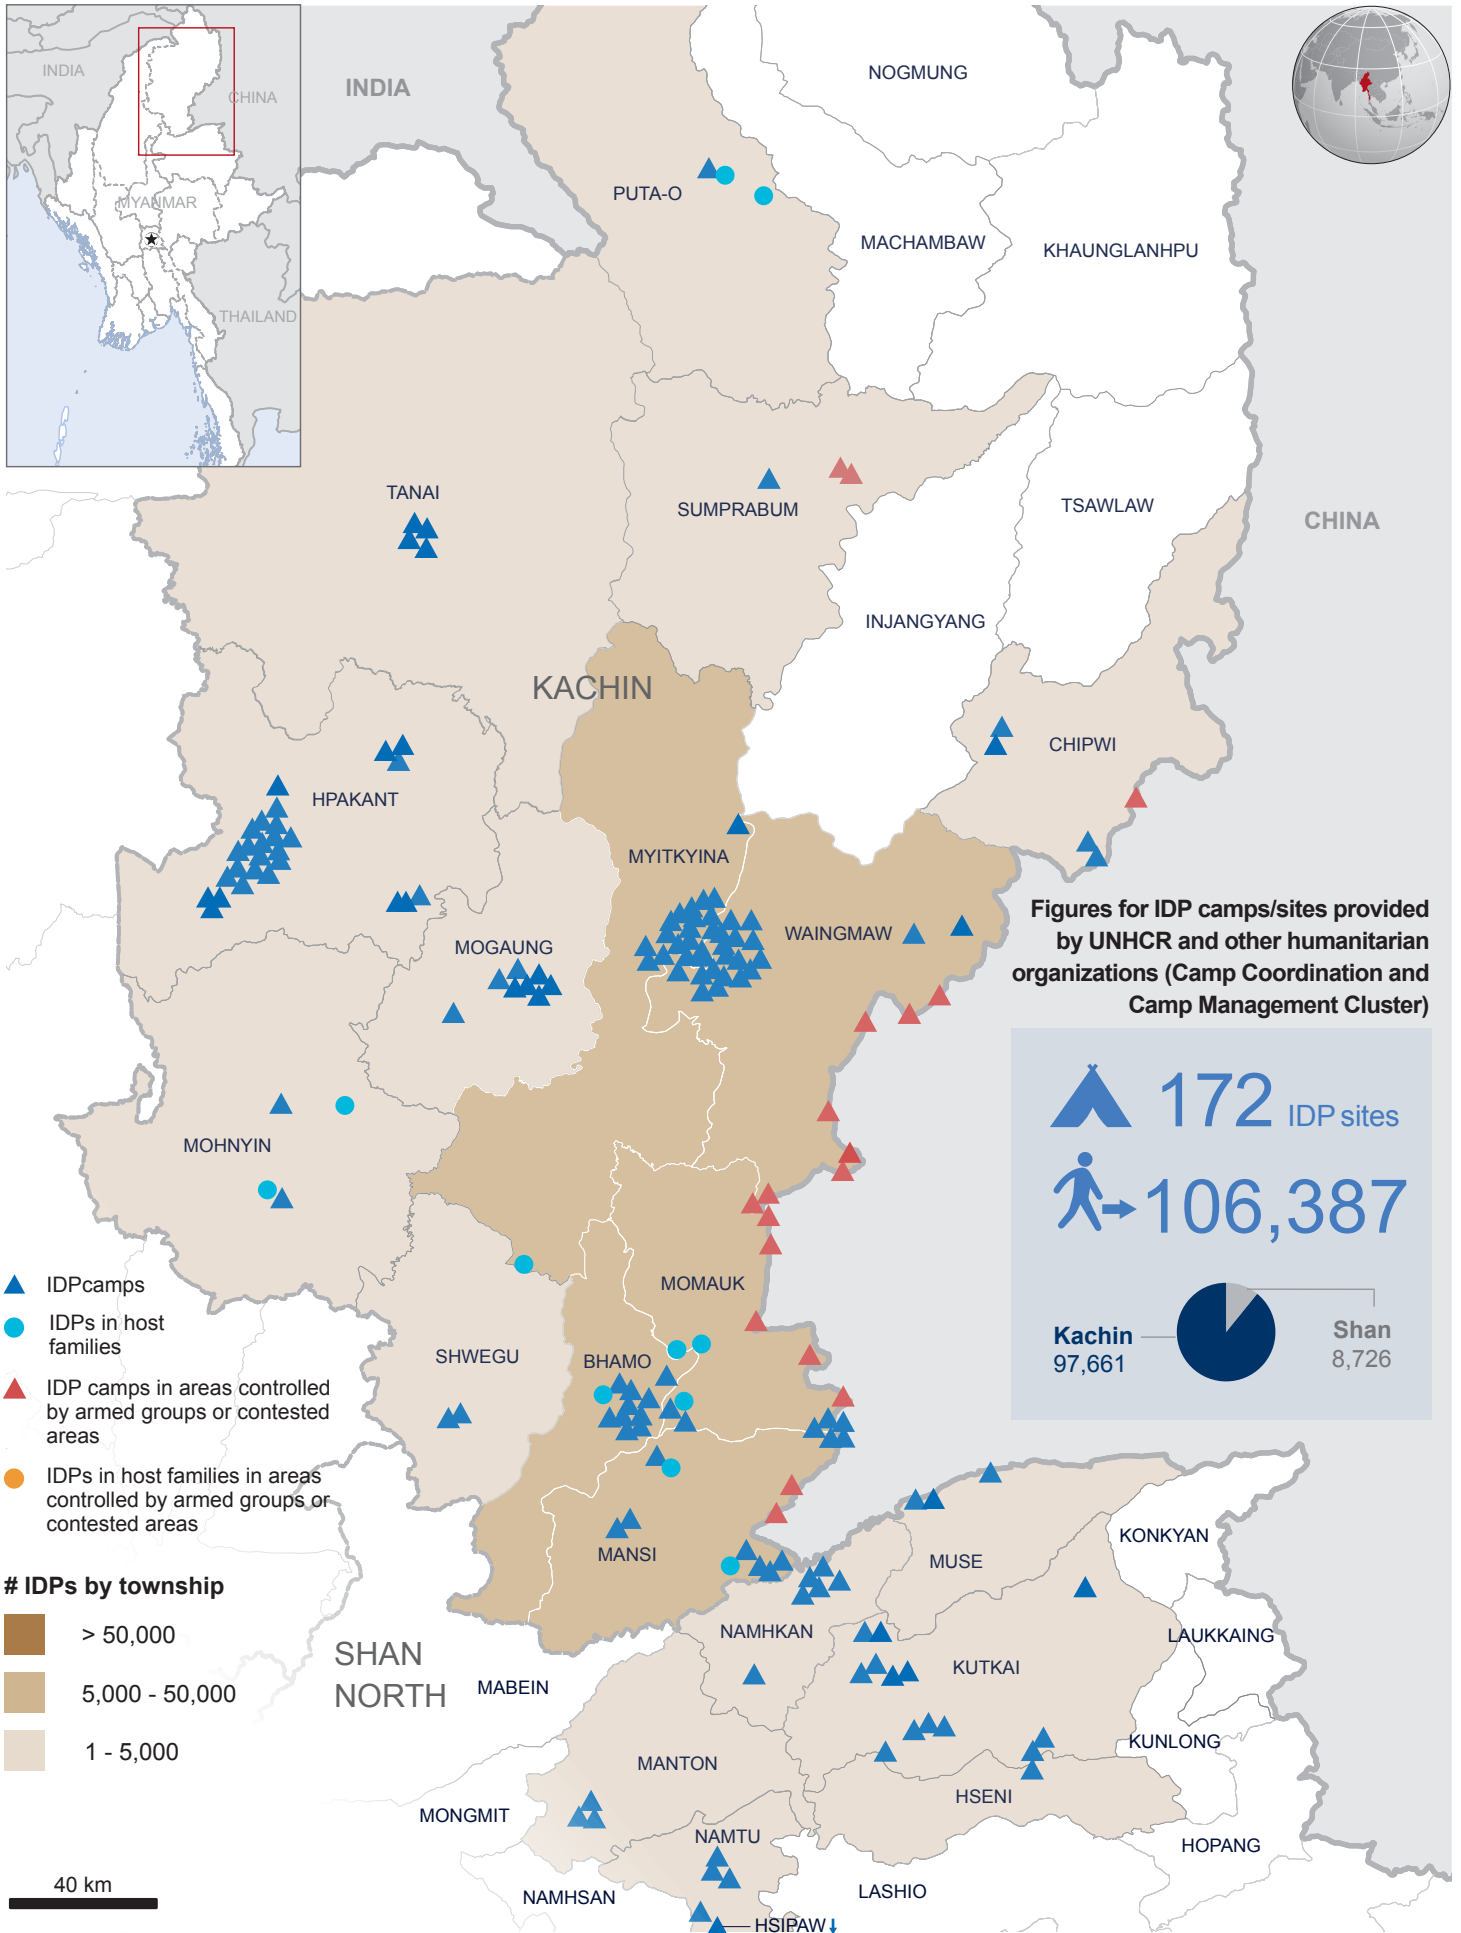 INDIA
CHINA
MYANMAR
THAILAND
INDIA
NOGMUNG
PUTA-O
MACHAMBAW
KHAUNGLANHPU
TANAI
SUMPRABUM
TSAWLAW
CHINA
INJANGYANG
KACHIN
CHIPWI
HPAKANT
MYITKYINA
WAINGMAW
MOGAUNG
Figures for IDP camps/sites provided
by UNHCR and other humanitarian
organizations (Camp Coordination and
Camp Management Cluster)
172 IDP sites
106,387
Kachin
97,661
Shan
8,726
MOHNYIN
MOMAUK
SHWEGU
BHAMO
IDPcamps
IDPs in host
families
IDP camps in areas controlled
by armed groups or contested
areas
IDPs in host families in areas
controlled by armed groups or
contested areas
# IDPs by township
> 50,000
5,000 - 50,000
1 - 5,000
MANSI
MUSE
KONKYAN
NAMHKAN
LAUKKAING
SHAN
NORTH
MABEIN
KUTKAI
KUNLONG
MANTON
HSENI
MONGMIT
NAMTU
HOPANG
40 km
NAMHSAN
LASHIO
HSIPAW